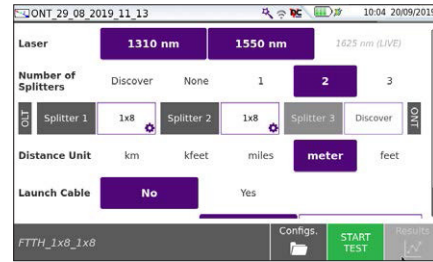 ONT_29_08_2019_11_13 10:04 20/09/2019
Laser 1310 nm 1550 nm 1625 nm (LIVE)
Number of Splitters Discover None 1 2 3
OLT Splitter 1 1x8 Splitter 2 1x8 Splitter 3 Discover ONT
Distance Unit km kfeet miles meter feet
Launch Cable No Yes
FTTH_1x8_1x8 Configs. START TEST Results